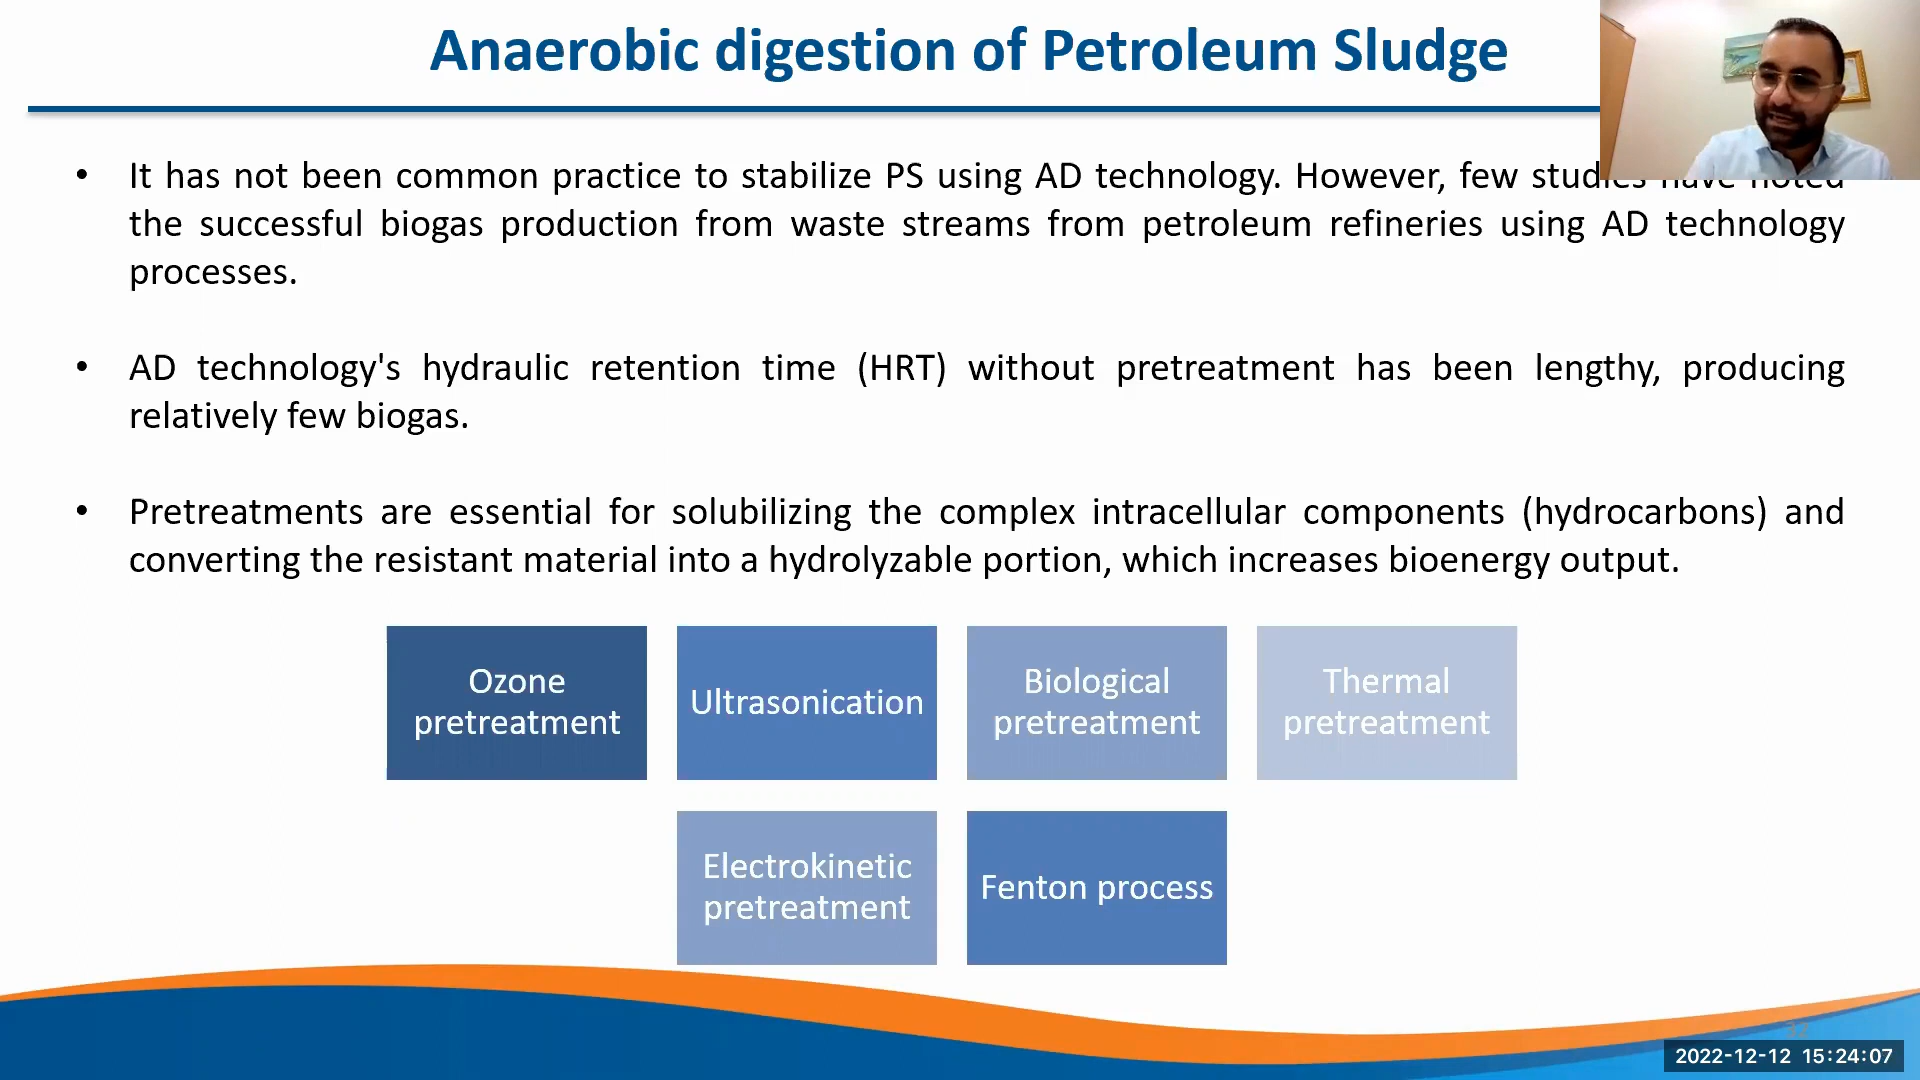 Anaerobic digestion of Petroleum Sludge
• It has not been common practice to stabilize PS using AD technology. However, few studies have noted
the successful biogas production from waste streams from petroleum refineries using AD technology
processes.
• AD technology's hydraulic retention time (HRT) without pretreatment has been lengthy, producing
relatively few biogas.
• Pretreatments are essential for solubilizing the complex intracellular components (hydrocarbons) and
converting the resistant material into a hydrolyzable portion, which increases bioenergy output.
Ozone
pretreatment
Ultrasonication
Biological
pretreatment
Thermal
pretreatment
Electrokinetic
pretreatment
Fenton process
2022-12-12 15:24:07